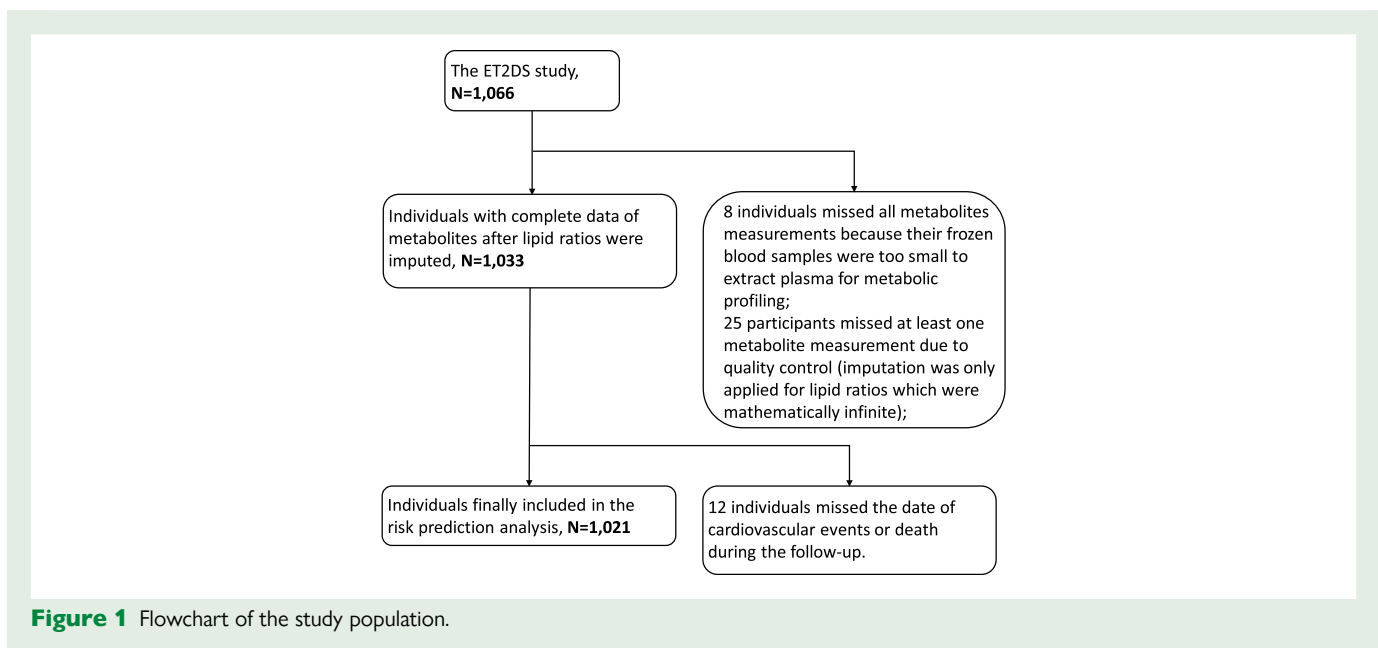 The ET2DS study,
N=1,066
Individuals with complete data of
metabolites after lipid ratios were
imputed, N=1,033
8 individuals missed all metabolites
measurements because their frozen
blood samples were too small to
extract plasma for metabolic
profiling;
25 participants missed at least one
metabolite measurement due to
quality control (imputation was only
applied for lipid ratios which were
mathematically infinite);
Individuals finally included in the
risk prediction analysis, N=1,021
12 individuals missed the date of
cardiovascular events or death
during the follow-up.
Figure 1 Flowchart of the study population.